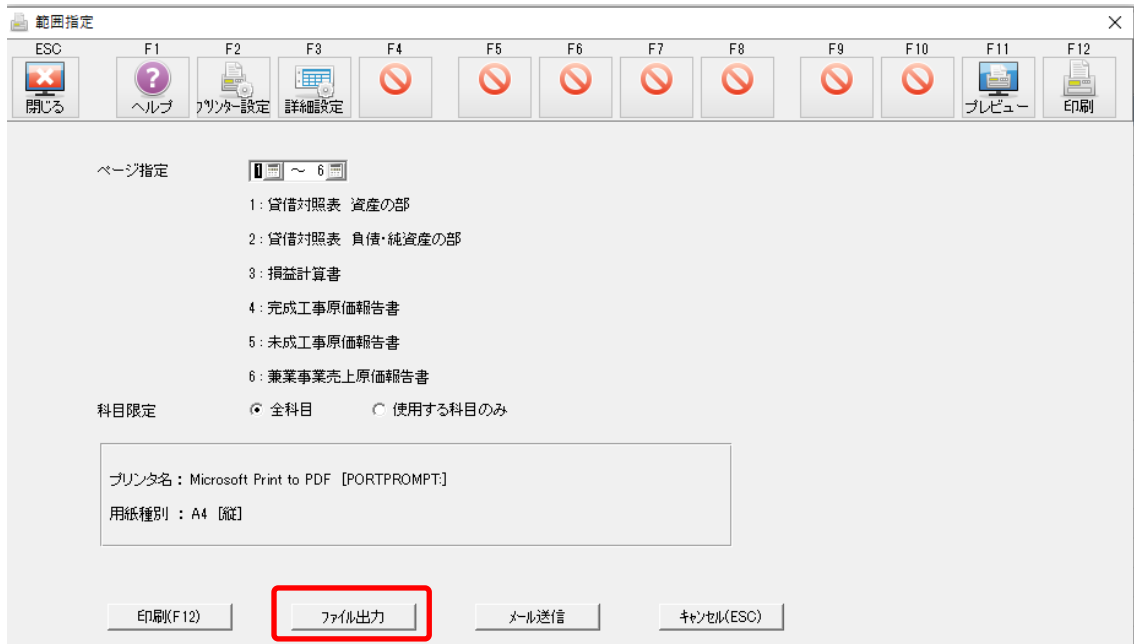 範囲指定
ESC F1 F2 F3 F4 F5 F6 F7 F8 F9 F10 F11 F12
閉じる ヘルプ プリンター設定 詳細設定 プレビュー 印刷
ページ指定 1 ～ 6
1：貸借対照表 資産の部
2：貸借対照表 負債・純資産の部
3：損益計算書
4：完成工事原価報告書
5：未成工事原価報告書
6：兼業事業売上原価報告書
科目限定 全科目 使用する科目のみ
プリンタ名： Microsoft Print to PDF [PORTPROMPT:]
用紙種別 ： A4 [縦]
印刷(F12) ファイル出力 メール送信 キャンセル(ESC)